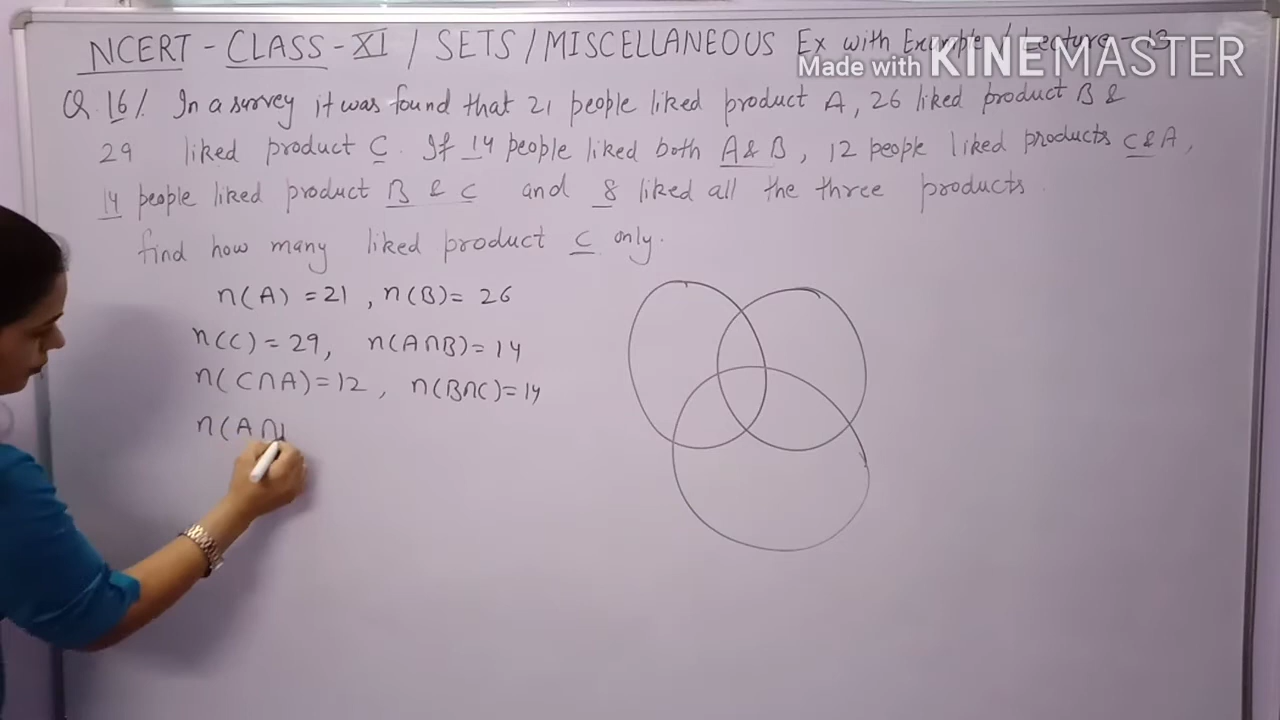 NCERT - CLASS - XI / SETS / MISCELLANEOUS Ex with Example / Lecture - 13
Made with KINEMASTER
Q. 16/. In a survey it was found that 21 people liked product A, 26 liked product B &
29 liked product C. If 14 people liked both A & B, 12 people liked products C & A,
14 people liked product B & C and 8 liked all the three products.
find how many liked product C only.
n(A) = 21, n(B) = 26
n(C) = 29, n(A∩B) = 14
n(C∩A) = 12, n(B∩C) = 14
n(A∩